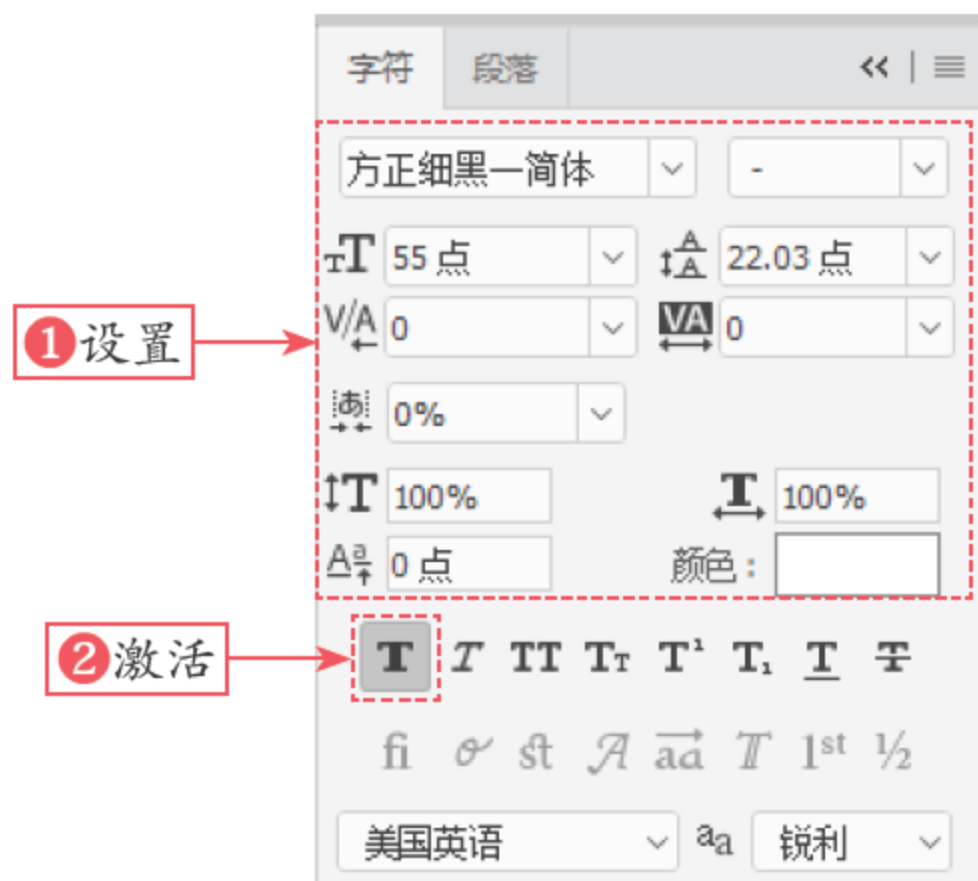 字符 段落
方正细黑一简体 -
55 点 22.03 点
❶设置
0 0
0%
100% 100%
0 点 颜色：
❷激活
T T TT Tт T¹ T₁ T T
fi st A aa T 1st ½
美国英语 aa 锐利